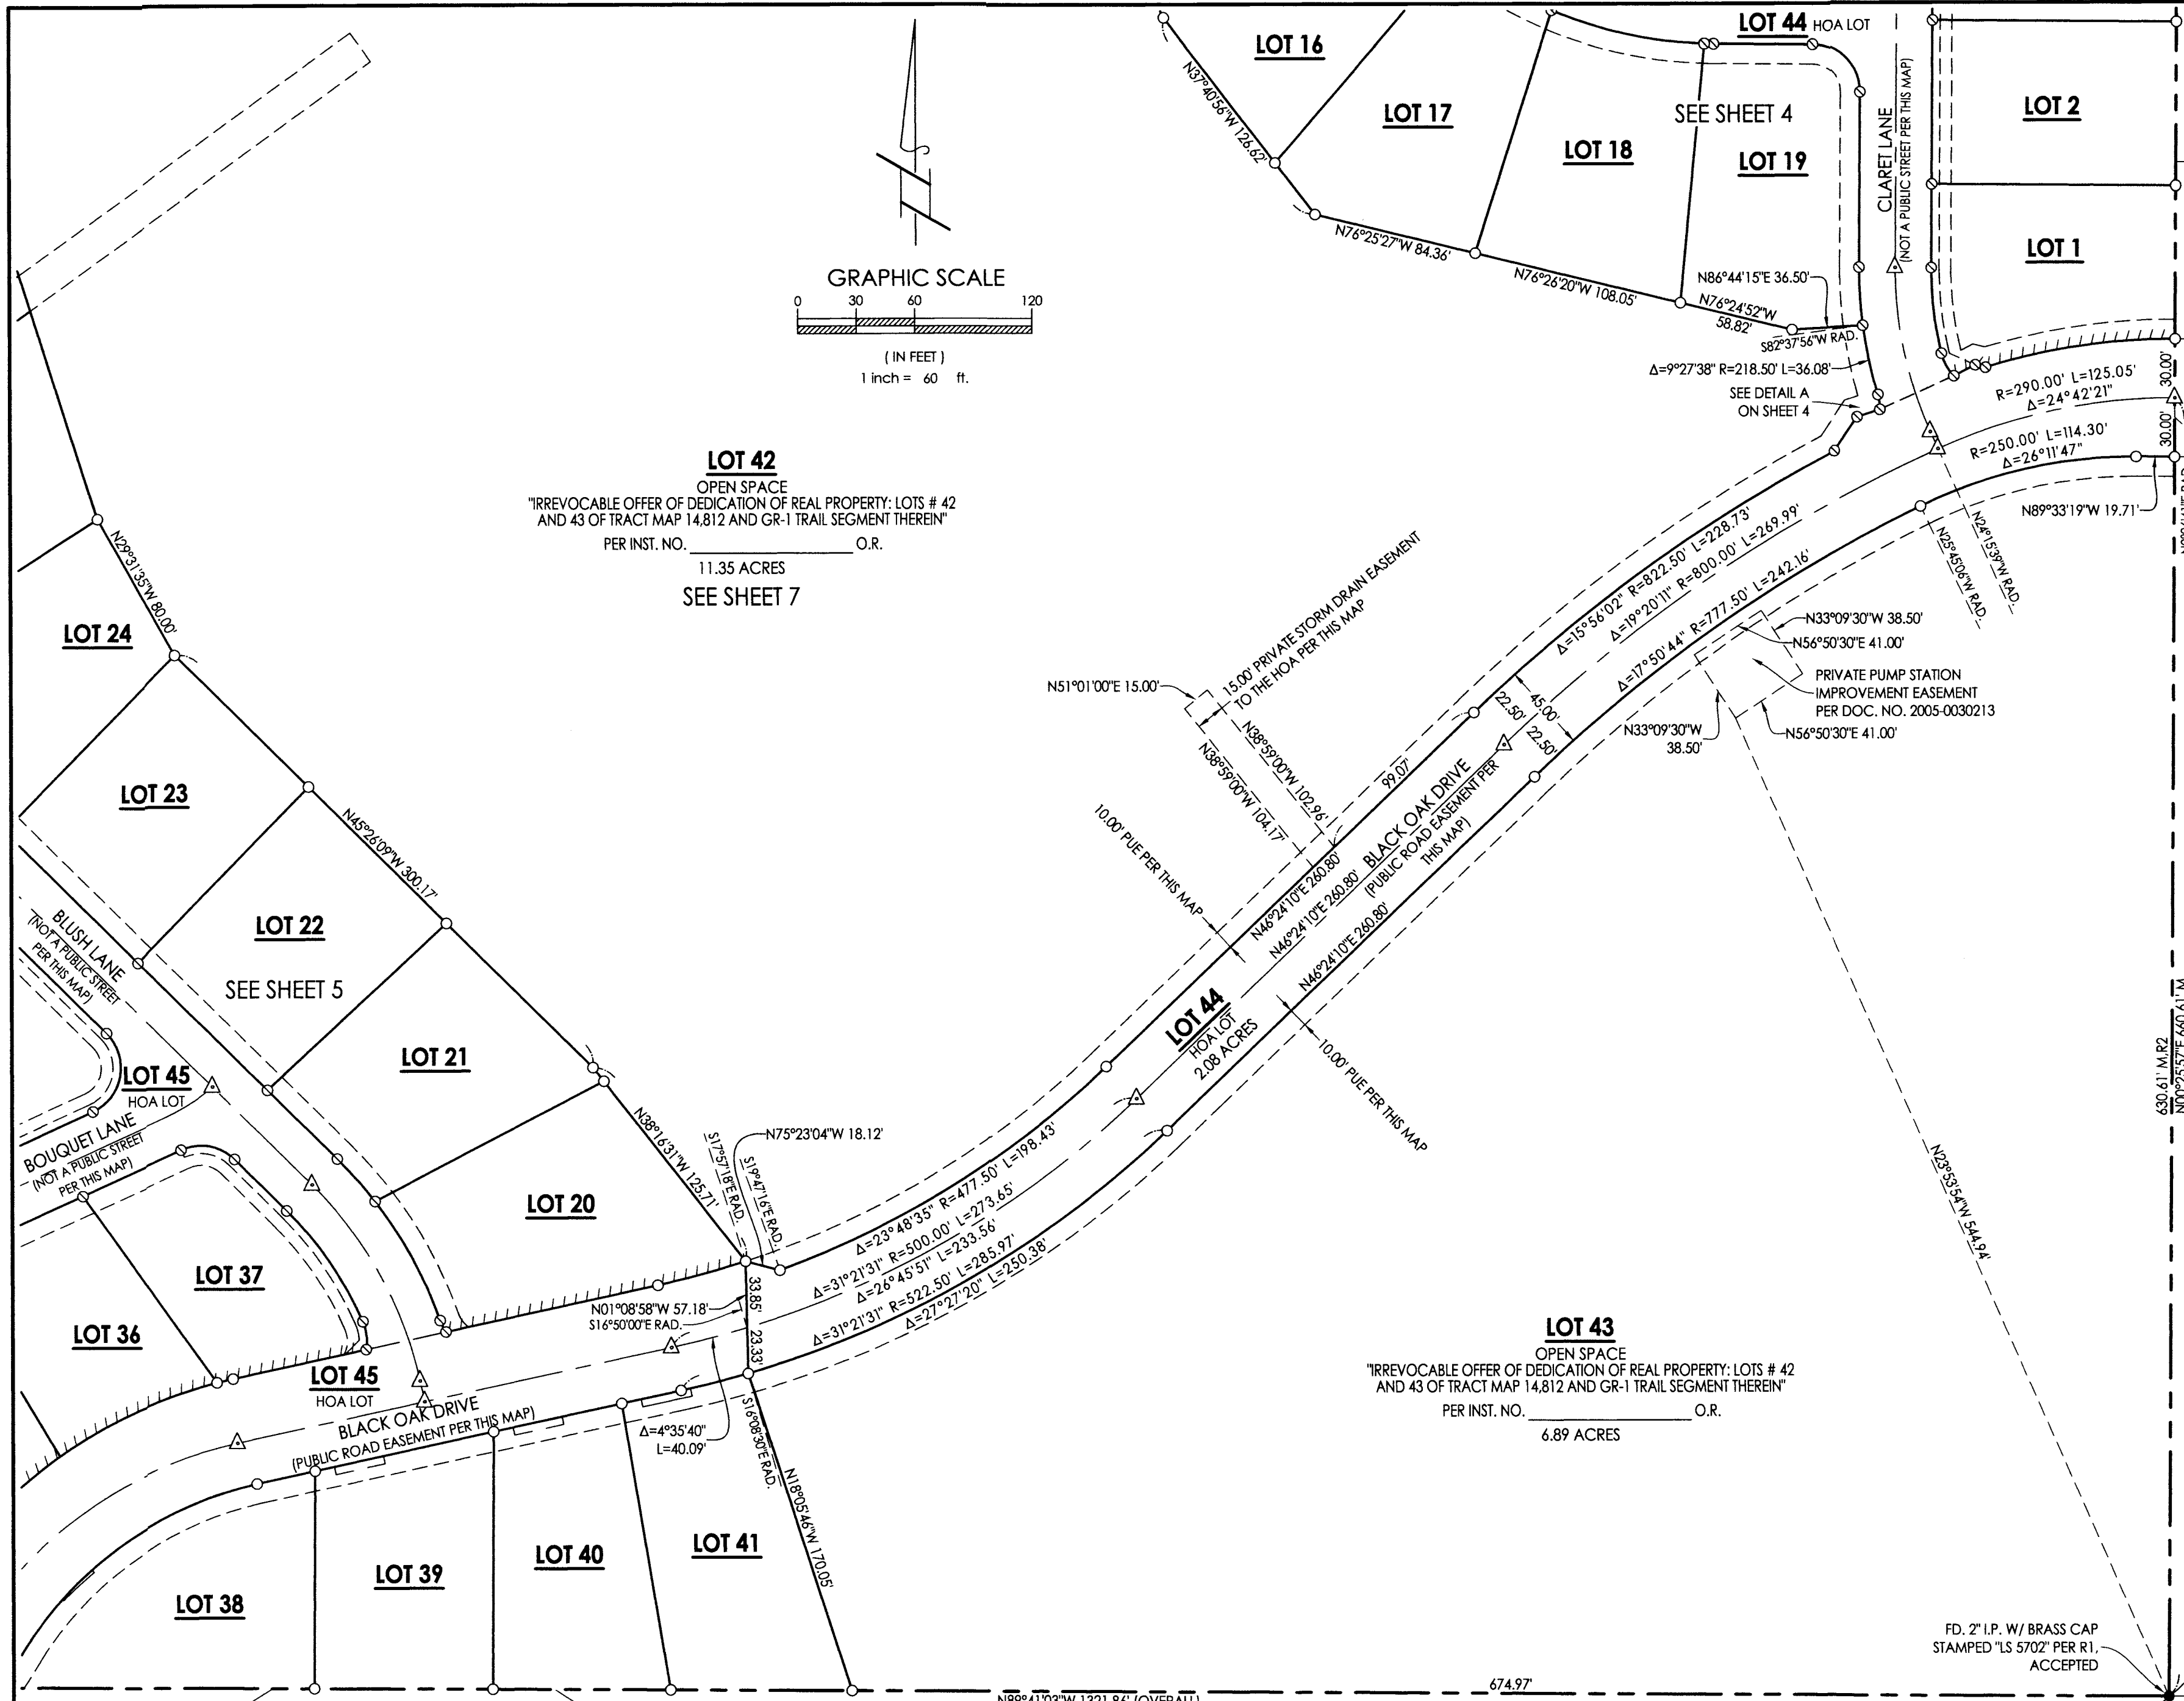 LOT 44 HOA LOT
LOT 16
LOT 17
LOT 18
SEE SHEET 4
LOT 19
CLARET LANE
(NOT A PUBLIC STREET PER THIS MAP)
LOT 2
LOT 1
N37°40'56"W 126.62'
N76°25'27"W 84.36'
N76°26'20"W 108.05'
N76°24'52"W
58.82'
N86°44'15"E 36.50'
S82°37'56"W RAD.
Δ=9°27'38" R=218.50' L=36.08'
SEE DETAIL A
ON SHEET 4
R=290.00' L=125.05'
Δ=24°42'21"
30.00'
30.00'
R=250.00' L=114.30'
Δ=26°11'47"
N89°33'19"W 19.71'
N24°15'39"W RAD.
N25°45'06"W RAD.
GRAPHIC SCALE
0 30 60 120
( IN FEET )
1 inch = 60 ft.
LOT 42
OPEN SPACE
"IRREVOCABLE OFFER OF DEDICATION OF REAL PROPERTY: LOTS # 42
AND 43 OF TRACT MAP 14,812 AND GR-1 TRAIL SEGMENT THEREIN"
PER INST. NO. O.R.
11.35 ACRES
SEE SHEET 7
Δ=15°56'02" R=822.50' L=228.73'
Δ=19°20'11" R=800.00' L=269.99'
Δ=17°50'44" R=777.50' L=242.16'
N33°09'30"W 38.50'
N56°50'30"E 41.00'
PRIVATE PUMP STATION
IMPROVEMENT EASEMENT
PER DOC. NO. 2005-0030213
N33°09'30"W
38.50'
N56°50'30"E 41.00'
15.00' PRIVATE STORM DRAIN EASEMENT
TO THE HOA PER THIS MAP
N51°01'00"E 15.00'
N38°59'00"W 102.96'
N38°59'00"W 104.17'
45.00'
22.50'
22.50'
99.07'
BLACK OAK DRIVE
(PUBLIC ROAD EASEMENT PER
THIS MAP)
10.00' PUE PER THIS MAP
N46°24'10"E 260.80'
N46°24'10"E 260.80'
N46°24'10"E 260.80'
LOT 44
HOA LOT
2.08 ACRES
10.00' PUE PER THIS MAP
N29°31'35"W 80.00'
LOT 24
LOT 23
N45°26'09"W 300.17'
LOT 22
SEE SHEET 5
LOT 21
BLUSH LANE
(NOT A PUBLIC STREET
PER THIS MAP)
LOT 45
HOA LOT
BOUQUET LANE
(NOT A PUBLIC STREET
PER THIS MAP)
N38°16'31"W 125.71'
LOT 20
S17°57'18"E RAD.
S19°47'16"E RAD.
N75°23'04"W 18.12'
Δ=23°48'35" R=477.50' L=198.43'
Δ=31°21'31" R=500.00' L=273.65'
Δ=26°45'51" L=233.56'
Δ=31°21'31" R=522.50' L=285.97'
Δ=27°27'20" L=250.38'
33.85'
23.33'
N01°08'58"W 57.18'
S16°50'00"E RAD.
LOT 37
LOT 36
LOT 45
HOA LOT
BLACK OAK DRIVE
(PUBLIC ROAD EASEMENT PER THIS MAP)
Δ=4°35'40"
L=40.09'
S16°08'30"E RAD.
N18°05'46"W 170.05'
LOT 38
LOT 39
LOT 40
LOT 41
LOT 43
OPEN SPACE
"IRREVOCABLE OFFER OF DEDICATION OF REAL PROPERTY: LOTS # 42
AND 43 OF TRACT MAP 14,812 AND GR-1 TRAIL SEGMENT THEREIN"
PER INST. NO. O.R.
6.89 ACRES
N23°53'54"W 544.94'
630.61' M,R2
N00°25'57"E 660.61' M
FD. 2" I.P. W/ BRASS CAP
STAMPED "LS 5702" PER R1,
ACCEPTED
674.97'
N89°41'03"W 1321.86' (OVERALL)